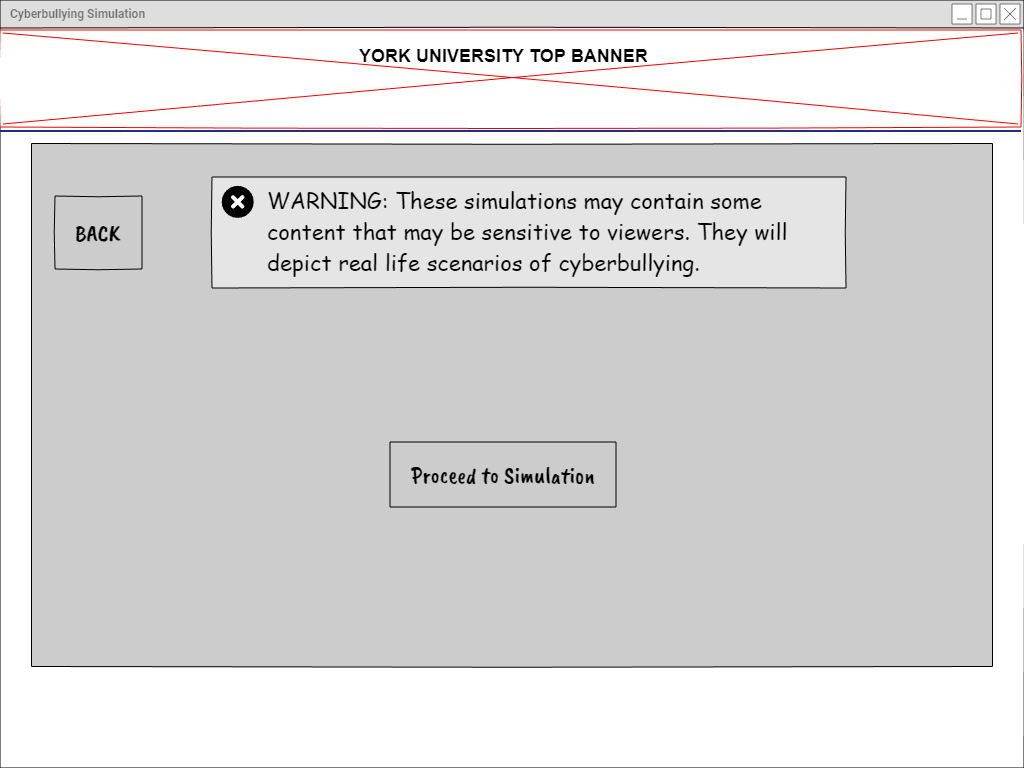 Cyberbullying Simulation
YORK UNIVERSITY TOP BANNER
BACK
WARNING: These simulations may contain some
content that may be sensitive to viewers. They will
depict real life scenarios of cyberbullying.
Proceed to Simulation